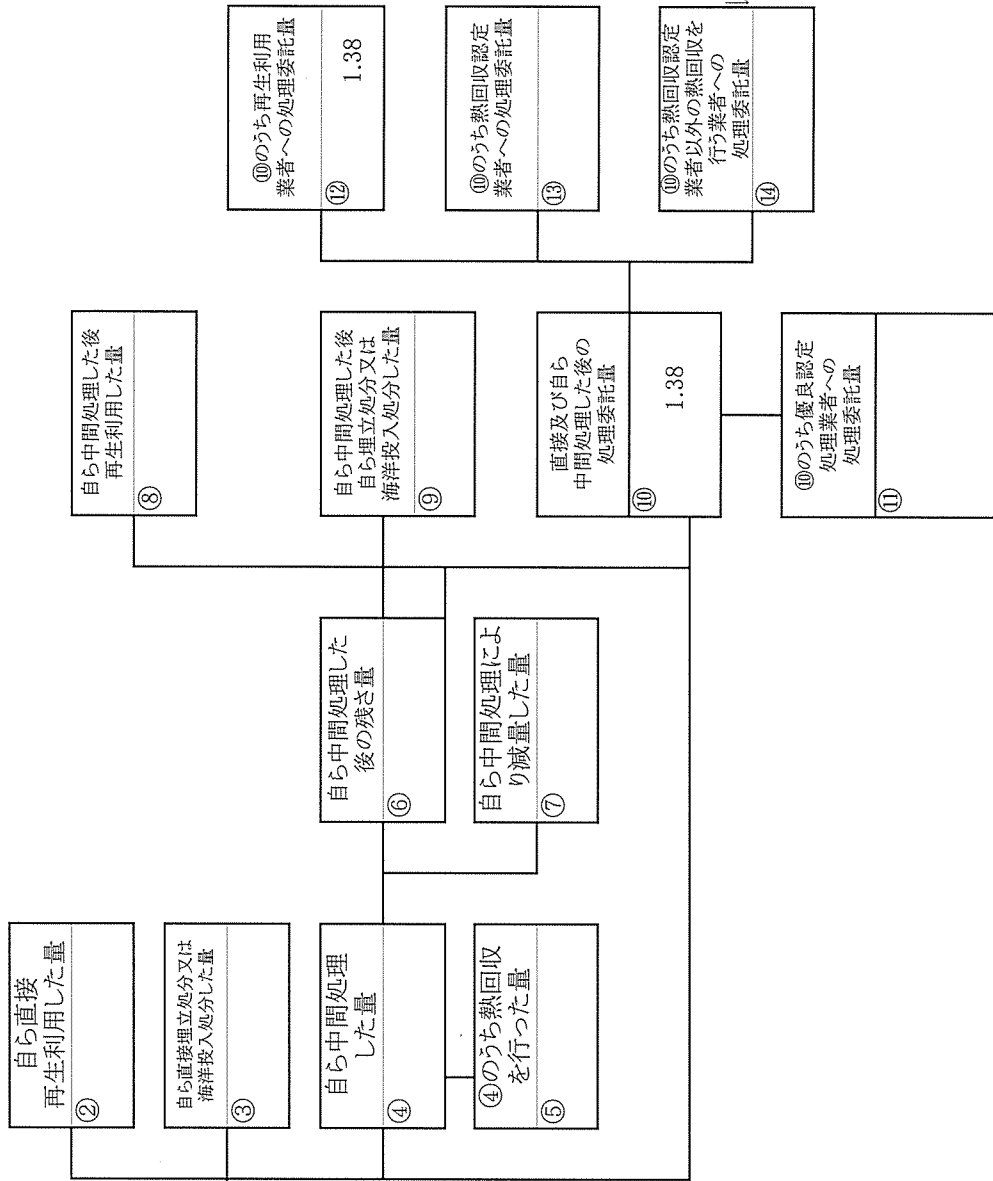 自ら直接
再生利用した量
②
自ら直接埋立処分又は
海洋投入処分した量
③
自ら中間処理
した量
④
④のうち熱回収
を行った量
⑤
自ら中間処理した
後の残さ量
⑥
自ら中間処理によ
り減量した量
⑦
自ら中間処理した後
再生利用した量
⑧
自ら中間処理した後
自ら埋立処分又は
海洋投入処分した量
⑨
直接及び自ら
中間処理した後の
処理委託量
⑩
1.38
⑩のうち優良認定
処理業者への
処理委託量
⑪
⑩のうち再生利用
業者への処理委託量
⑫
1.38
⑩のうち熱回収認定
業者への処理委託量
⑬
⑩のうち熱回収認定
業者以外の熱回収を
行う業者への
処理委託量
⑭